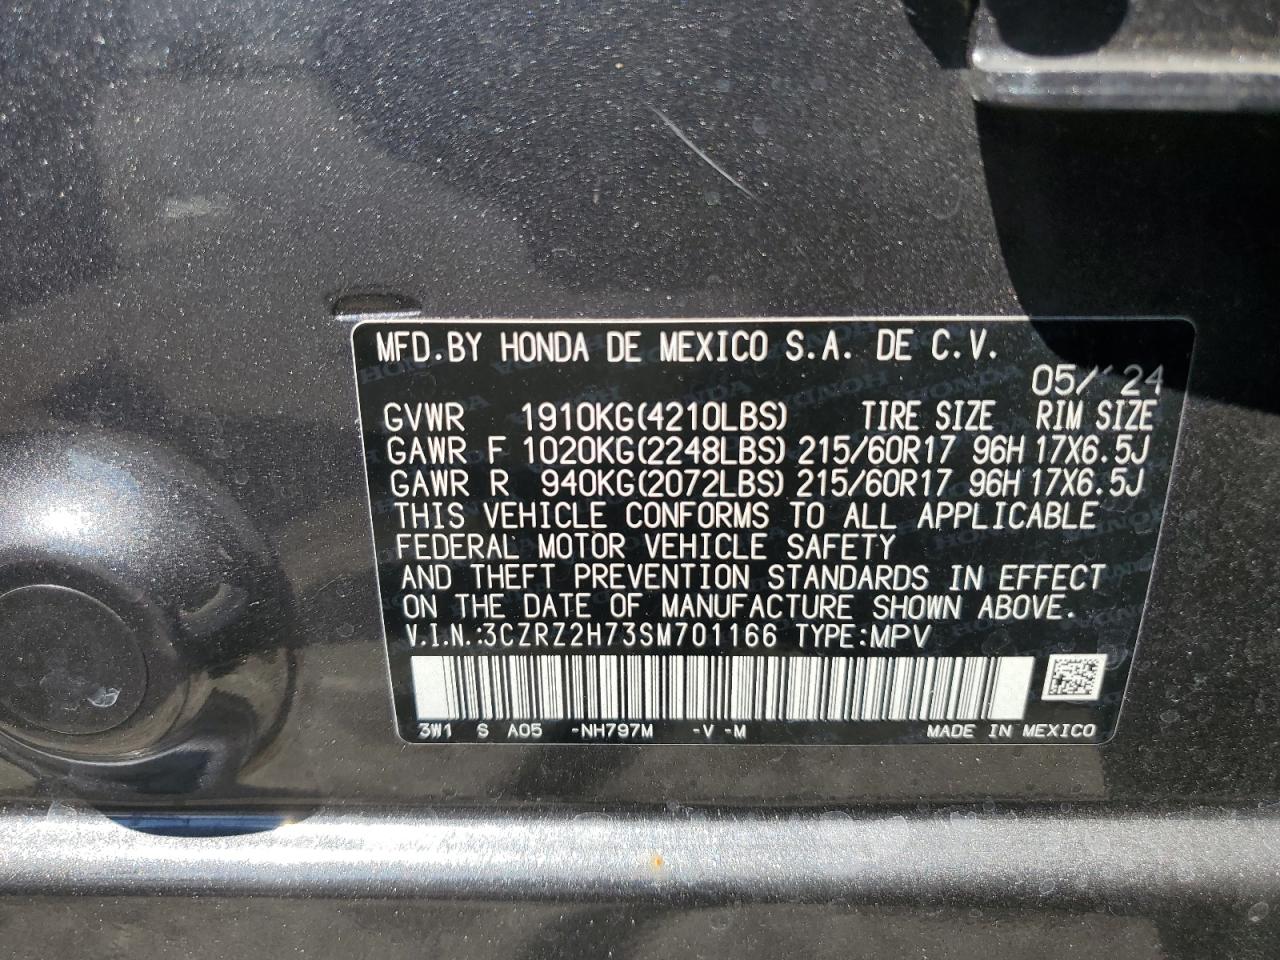 MFD.BY HONDA DE MEXICO S.A. DE C.V.
05/ 24
GVWR 1910KG(4210LBS) TIRE SIZE RIM SIZE
GAWR F 1020KG(2248LBS) 215/60R17 96H 17X6.5J
GAWR R 940KG(2072LBS) 215/60R17 96H 17X6.5J
THIS VEHICLE CONFORMS TO ALL APPLICABLE
FEDERAL MOTOR VEHICLE SAFETY
AND THEFT PREVENTION STANDARDS IN EFFECT
ON THE DATE OF MANUFACTURE SHOWN ABOVE.
V.I.N.:3CZRZ2H73SM701166 TYPE:MPV
3W1 S A05 -NH797M -V -M MADE IN MEXICO